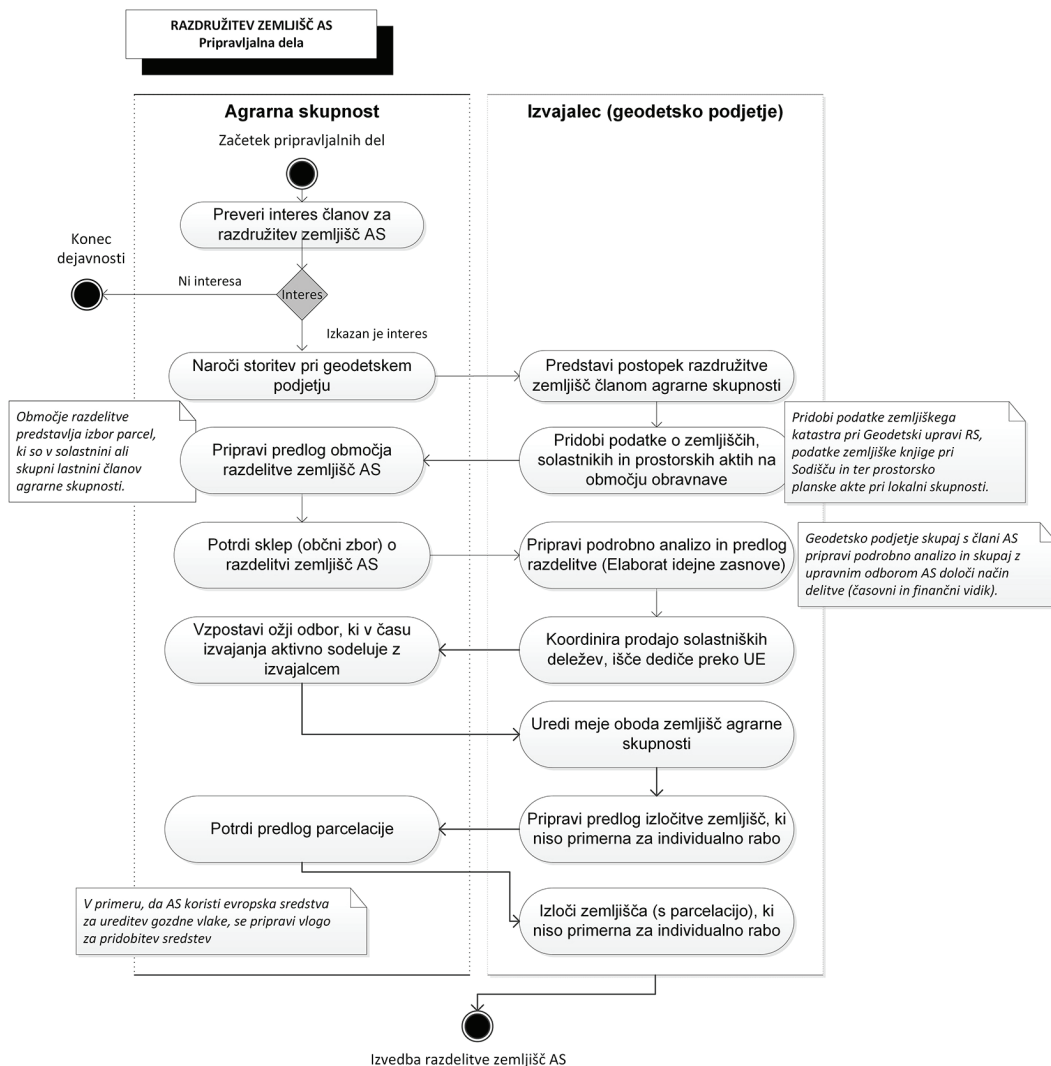 RAZDRUŽITEV ZEMLJIŠČ AS
Pripravljalna dela
Agrarna skupnost
Izvajalec (geodetsko podjetje)
Začetek pripravljalnih del
Preveri interes članov za
razdružitev zemljišč AS
Konec
dejavnosti
Ni interesa
Interes
Izkazan je interes
Naroči storitev pri geodetskem
podjetju
Predstavi postopek razdružitve
zemljišč članom agrarne skupnosti
Območje razdelitve
predstavlja izbor parcel,
ki so v solastnini ali
skupni lastnini članov
agrarne skupnosti.
Pripravi predlog območja
razdelitve zemljišč AS
Pridobi podatke o zemljiščih,
solastnikih in prostorskih aktih na
območju obravnave
Pridobi podatke zemljiškega
katastra pri Geodetski upravi RS,
podatke zemljiške knjige pri
Sodišču in ter prostorsko
planske akte pri lokalni skupnosti.
Potrdi sklep (občni zbor) o
razdelitvi zemljišč AS
Pripravi podrobno analizo in predlog
razdelitve (Elaborat idejne zasnove)
Geodetsko podjetje skupaj s člani AS
pripravi podrobno analizo in skupaj z
upravnim odborom AS določi način
delitve (časovni in finančni vidik).
Vzpostavi ožji odbor, ki v času
izvajanja aktivno sodeluje z
izvajalcem
Koordinira prodajo solastniških
deležev, išče dediče preko UE
Uredi meje oboda zemljišč agrarne
skupnosti
Potrdi predlog parcelacije
Pripravi predlog izločitve zemljišč, ki
niso primerna za individualno rabo
V primeru, da AS koristi evropska sredstva
za ureditev gozdne vlake, se pripravi vlogo
za pridobitev sredstev
Izloči zemljišča (s parcelacijo), ki
niso primerna za individualno rabo
Izvedba razdelitve zemljišč AS